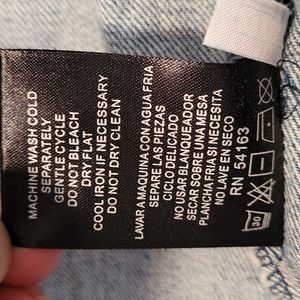 MACHINE WASH COLD
SEPARATELY
GENTLE CYCLE
DO NOT BLEACH
DRY FLAT
COOL IRON IF NECESSARY
DO NOT DRY CLEAN
LAVAR A MAQUINA CON AGUA FRIA
SEPARE LAS PIEZAS
CICLO DELICADO
NO USAR BLANQUEADOR
SECAR SOBRE UNA MESA
PLANCHA FRIA SI NECESITA
NO LAVE EN SECO
RN 54163
30